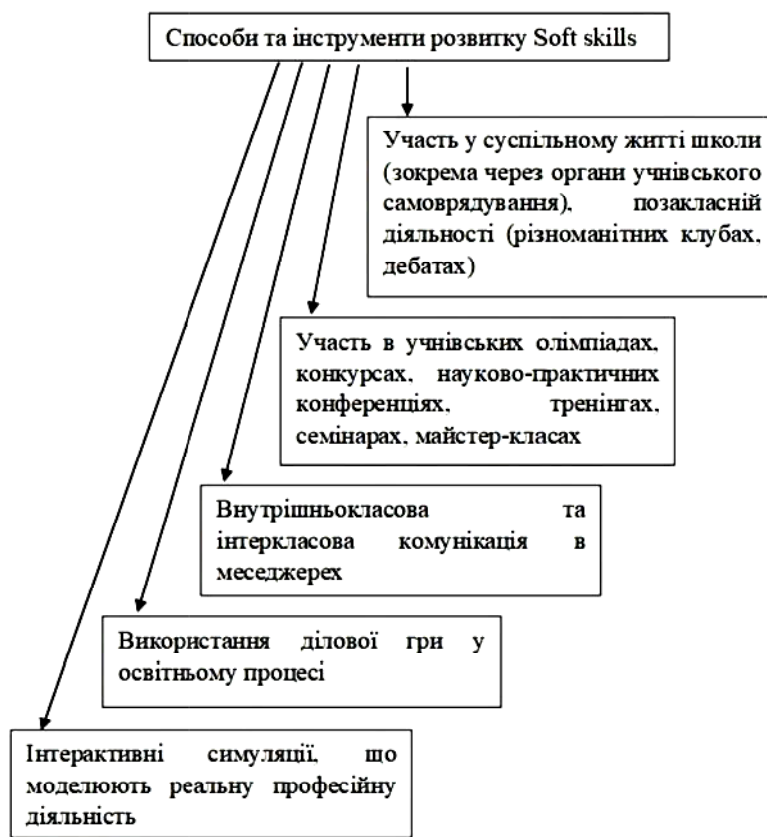 Способи та інструменти розвитку Soft skills
Участь у суспільному житті школи
(зокрема через органи учнівського
самоврядування), позакласній
діяльності (різноманітних клубах,
дебатах)
Участь в учнівських олімпіадах,
конкурсах, науково-практичних
конференціях, тренінгах,
семінарах, майстер-класах
Внутрішньокласова та
інтеркласова комунікація в
меседжерех
Використання ділової гри у
освітньому процесі
Інтерактивні симуляції, що
моделюють реальну професійну
діяльність